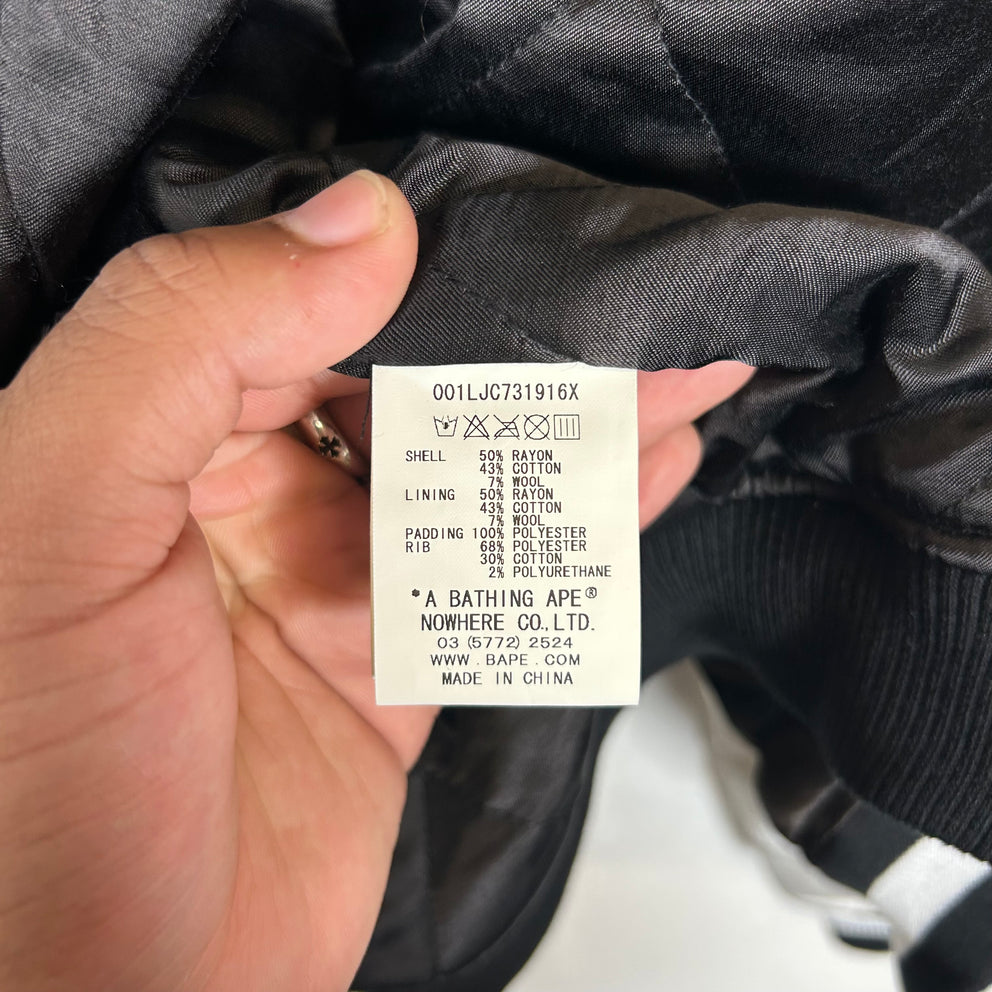 001LJC731916X
SHELL 50% RAYON
43% COTTON
7% WOOL
LINING 50% RAYON
43% COTTON
7% WOOL
PADDING 100% POLYESTER
RIB 68% POLYESTER
30% COTTON
2% POLYURETHANE
*A BATHING APE®
NOWHERE CO., LTD.
03 (5772) 2524
WWW.BAPE.COM
MADE IN CHINA